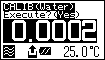 CALIB(Water)
Execute?(Yes)
0.0002
25.0℃